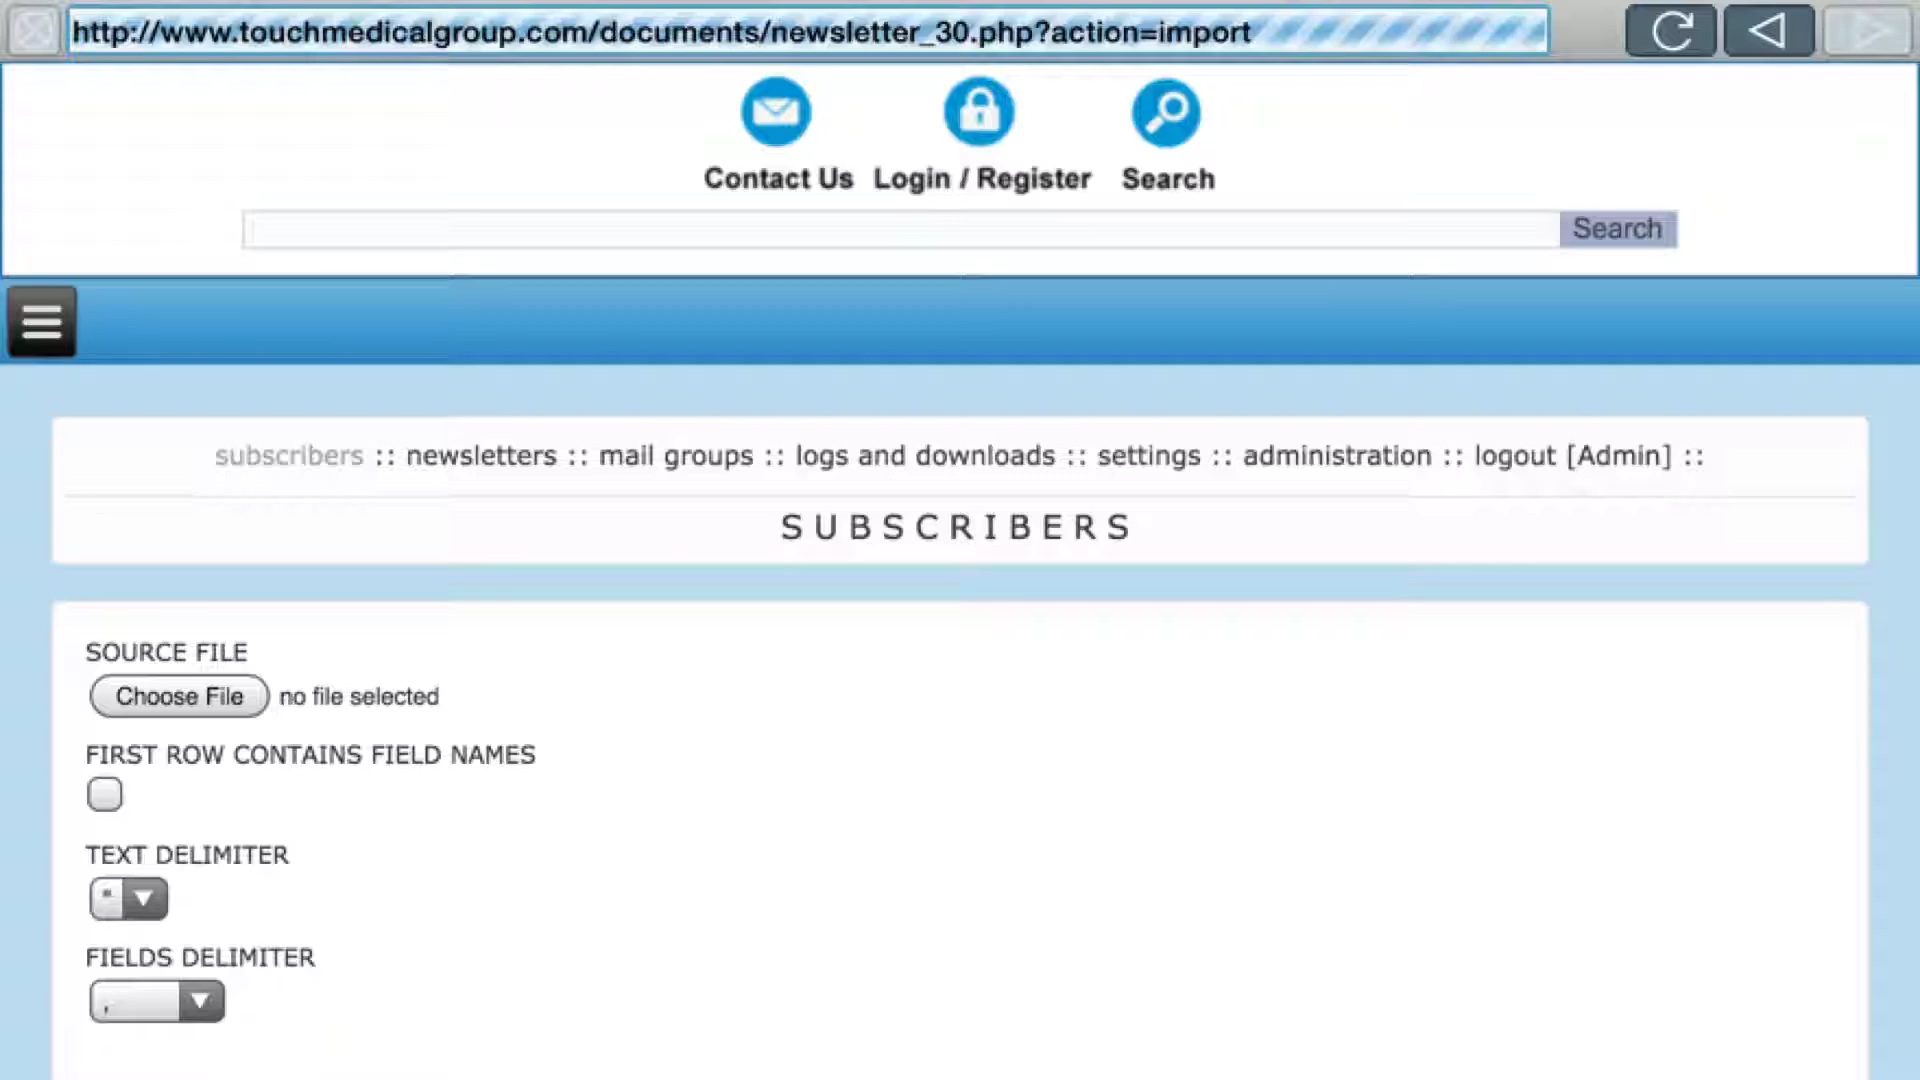 http://www.touchmedicalgroup.com/documents/newsletter_30.php?action=import
Contact Us Login / Register Search
Search
subscribers :: newsletters :: mail groups :: logs and downloads :: settings :: administration :: logout [Admin] ::
SUBSCRIBERS
SOURCE FILE
Choose File no file selected
FIRST ROW CONTAINS FIELD NAMES
TEXT DELIMITER
"
FIELDS DELIMITER
,